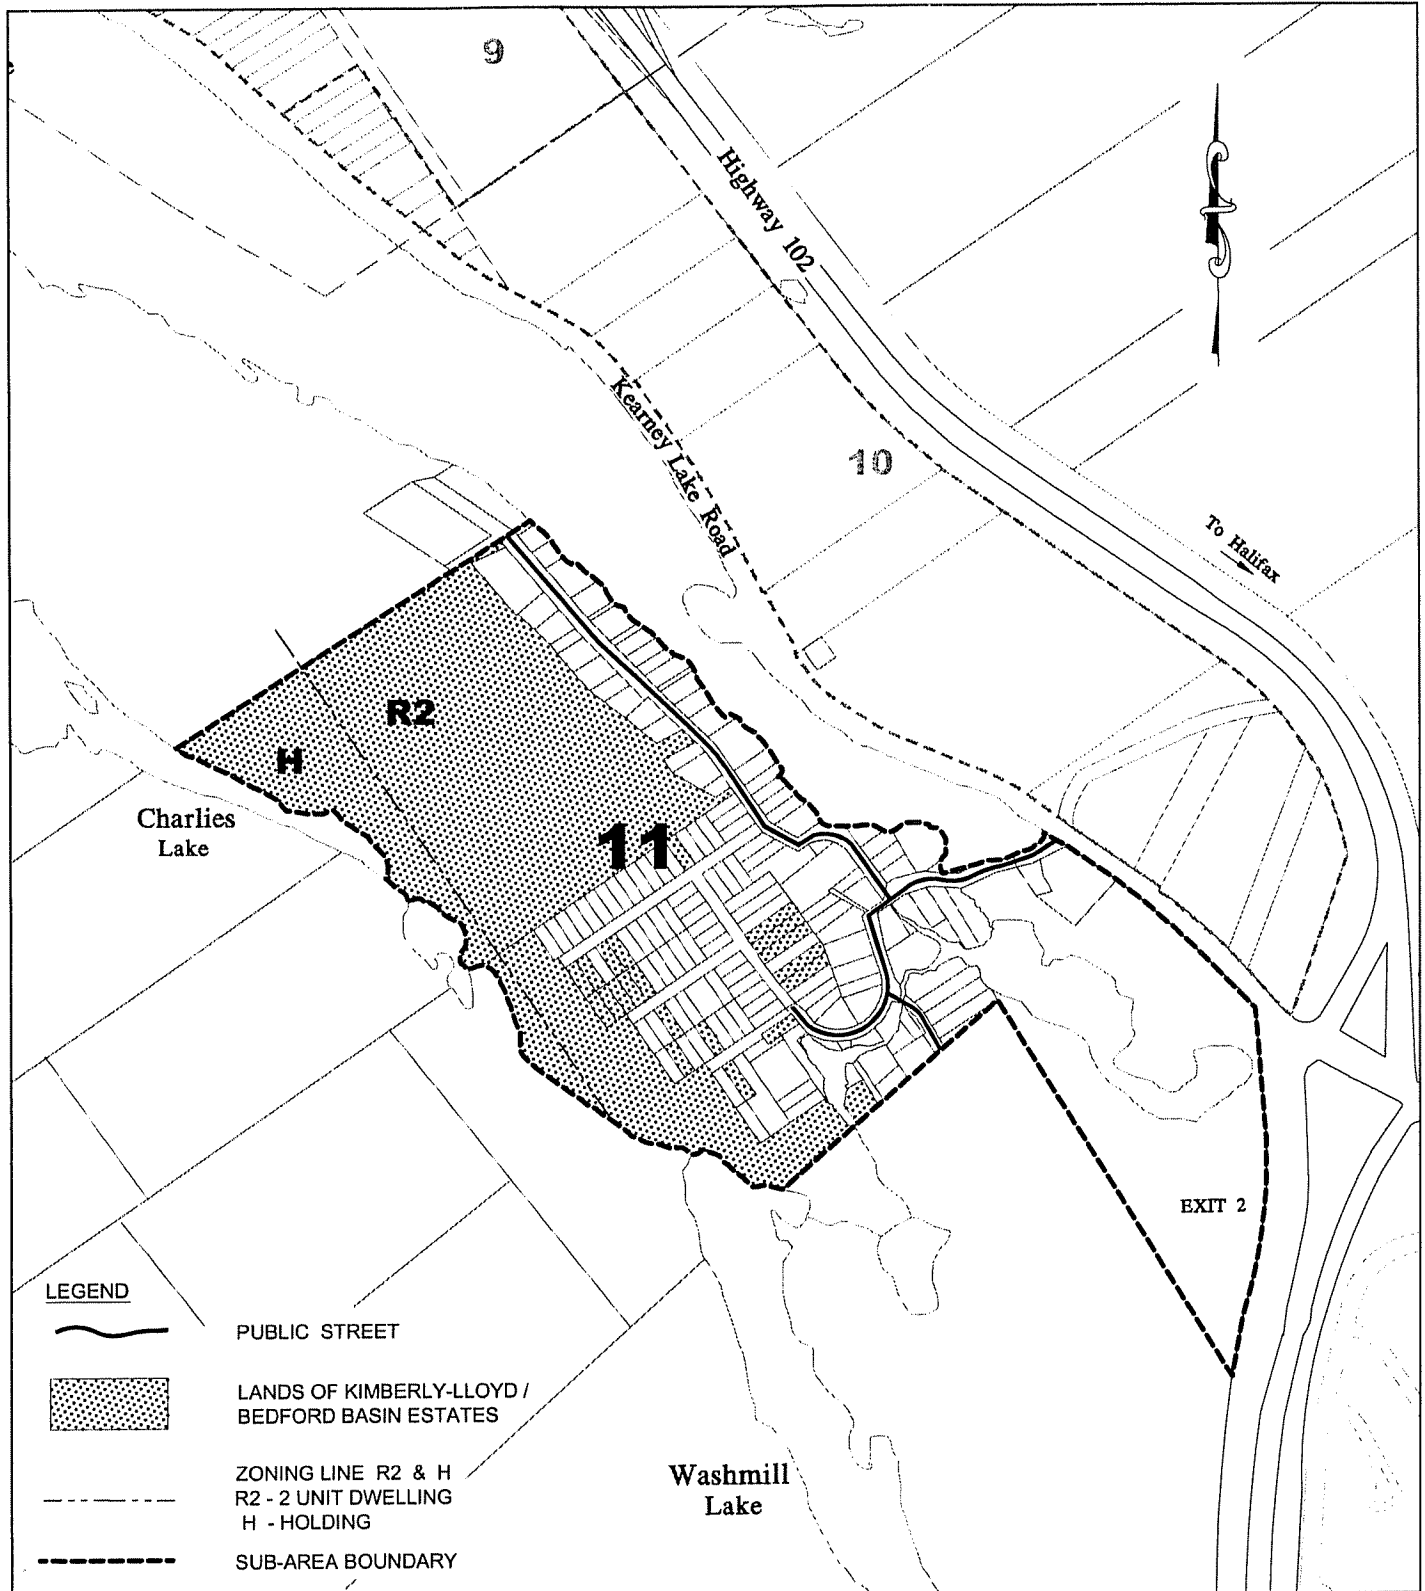 9
Highway 102
10
Kearney Lake Road
To Halifax
R2
H
Charlies
Lake
11
EXIT 2
LEGEND
PUBLIC STREET
LANDS OF KIMBERLY-LLOYD /
BEDFORD BASIN ESTATES
ZONING LINE R2 & H
R2 - 2 UNIT DWELLING
H - HOLDING
SUB-AREA BOUNDARY
Washmill
Lake